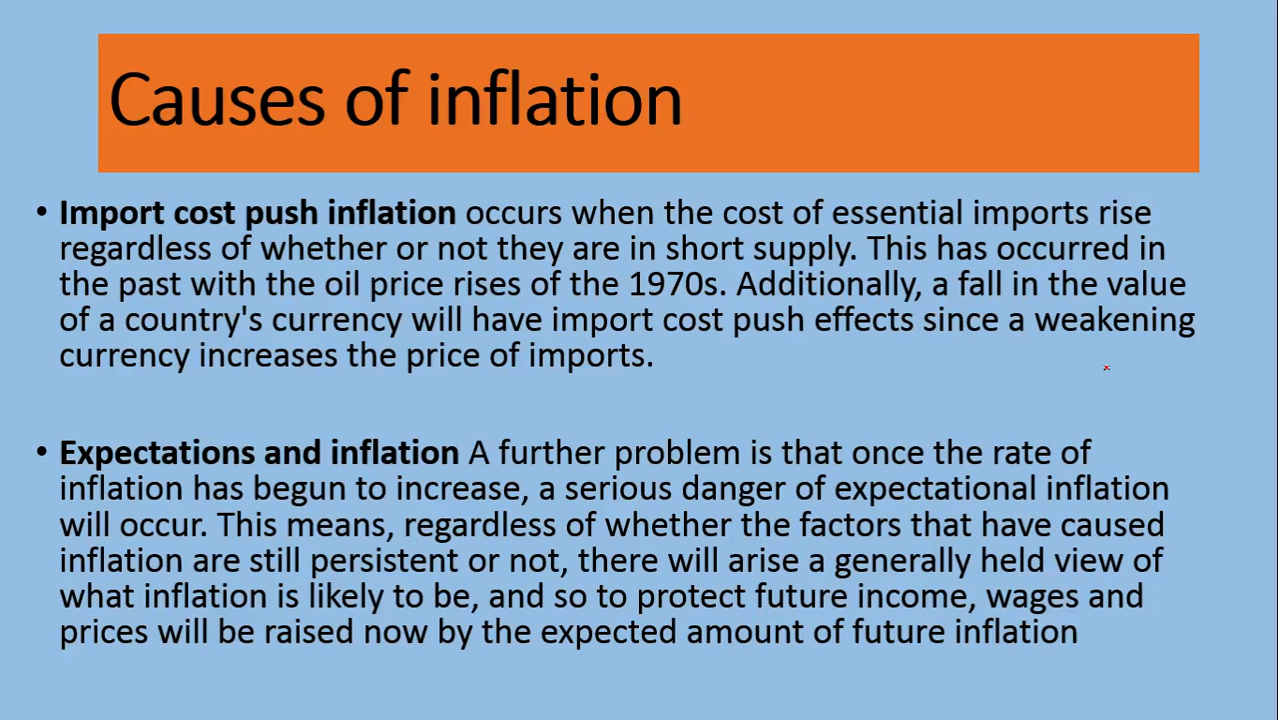 Causes of inflation
• Import cost push inflation occurs when the cost of essential imports rise
regardless of whether or not they are in short supply. This has occurred in
the past with the oil price rises of the 1970s. Additionally, a fall in the value
of a country's currency will have import cost push effects since a weakening
currency increases the price of imports.
• Expectations and inflation A further problem is that once the rate of
inflation has begun to increase, a serious danger of expectational inflation
will occur. This means, regardless of whether the factors that have caused
inflation are still persistent or not, there will arise a generally held view of
what inflation is likely to be, and so to protect future income, wages and
prices will be raised now by the expected amount of future inflation